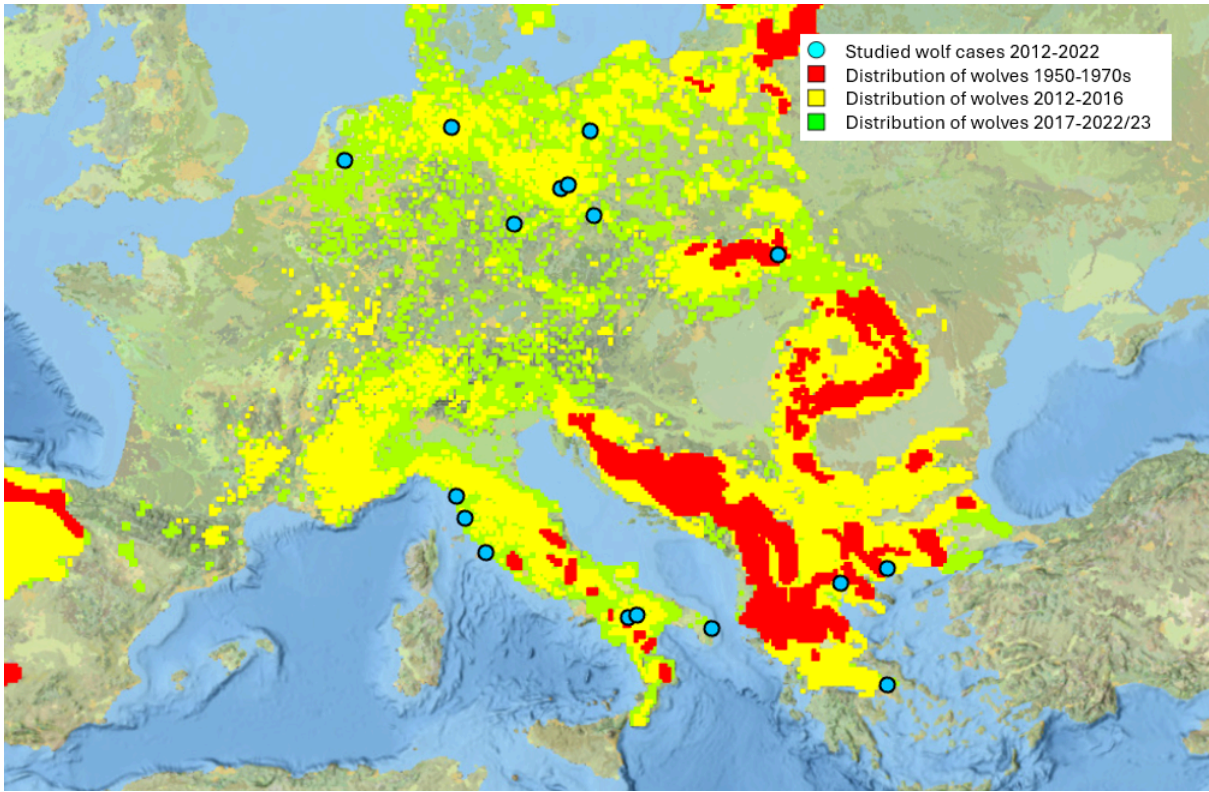 Studied wolf cases 2012-2022
Distribution of wolves 1950-1970s
Distribution of wolves 2012-2016
Distribution of wolves 2017-2022/23